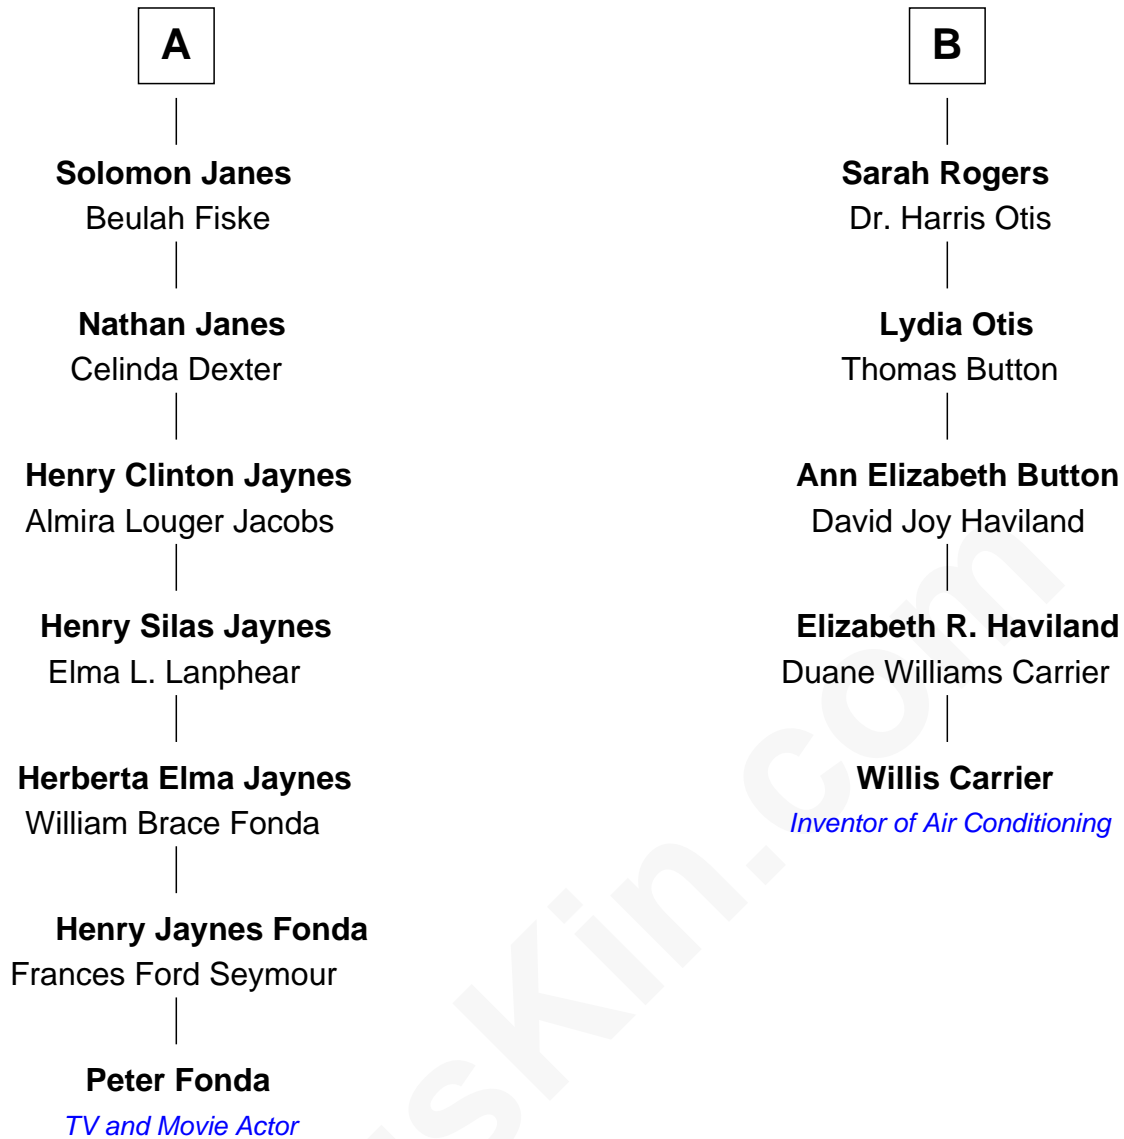 A
Solomon Janes
Beulah Fiske
Nathan Janes
Celinda Dexter
Henry Clinton Jaynes
Almira Louger Jacobs
Henry Silas Jaynes
Elma L. Lanphear
Herberta Elma Jaynes
William Brace Fonda
Henry Jaynes Fonda
Frances Ford Seymour
Peter Fonda
TV and Movie Actor
B
Sarah Rogers
Dr. Harris Otis
Lydia Otis
Thomas Button
Ann Elizabeth Button
David Joy Haviland
Elizabeth R. Haviland
Duane Williams Carrier
Willis Carrier
Inventor of Air Conditioning
usKin.com